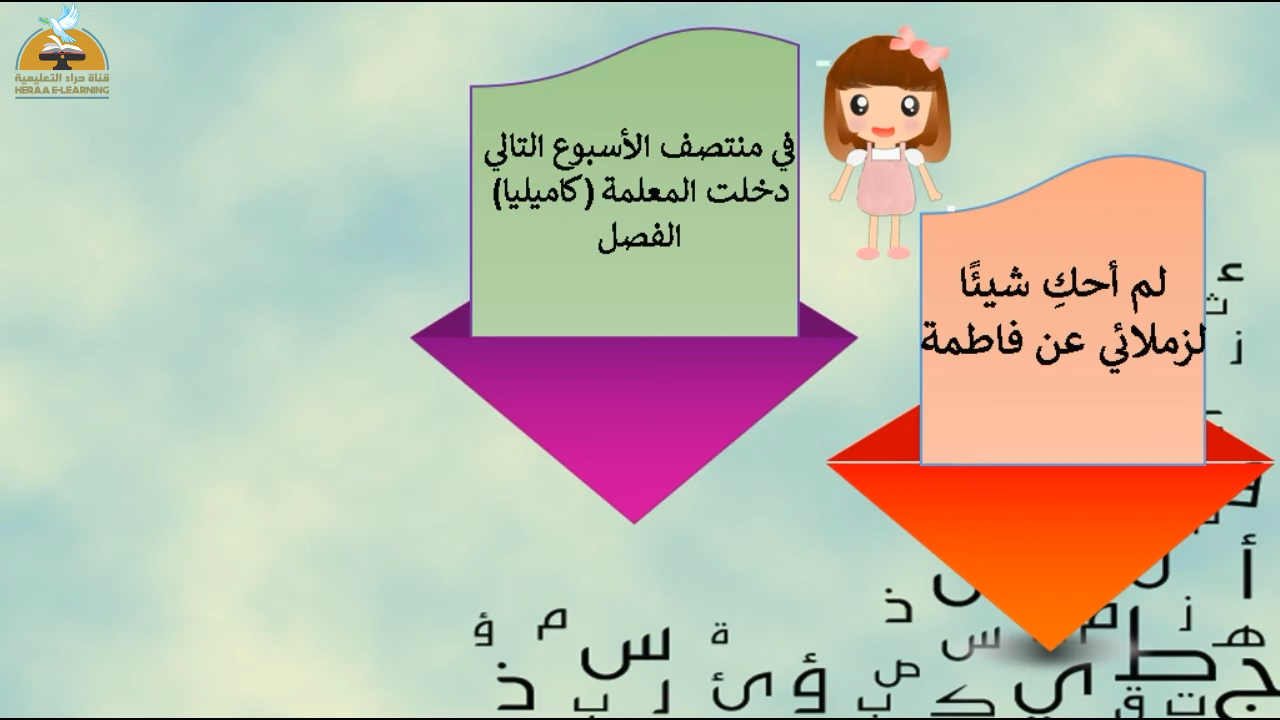 قناة حراء التعليمية
HERAA E-LEARNING
لم أحكِ شيئًا
لزملائي عن فاطمة
في منتصف الأسبوع التالي
دخلت المعلمة (كاميليا)
الفصل